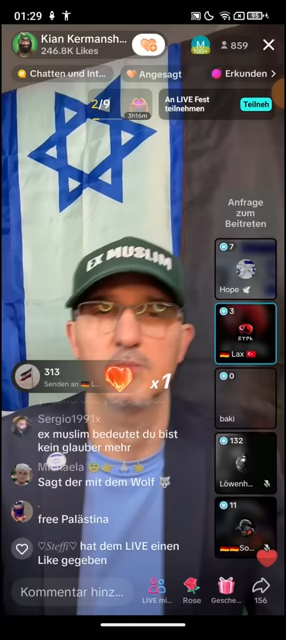 01:29
95
Kian Kermansh...
246.8K Likes
M
100+
859
Chatten und Int...
Angesagt
Erkunden
2/9
3h16m
An LIVE Fest
teilnehmen
Teilneh
EX MUSLIM
Anfrage
zum
Beitreten
7
Hope
3
Lax
0
baki
132
Löwenh...
11
So...
313
Senden an L...
x1
Sergio1991x
ex muslim bedeutet du bist
kein glauber mehr
Michaela
Sagt der mit dem Wolf
.
free Palästina
Steffi hat dem LIVE einen
Like gegeben
Kommentar hinz...
LIVE mi...
Rose
Gesche...
156